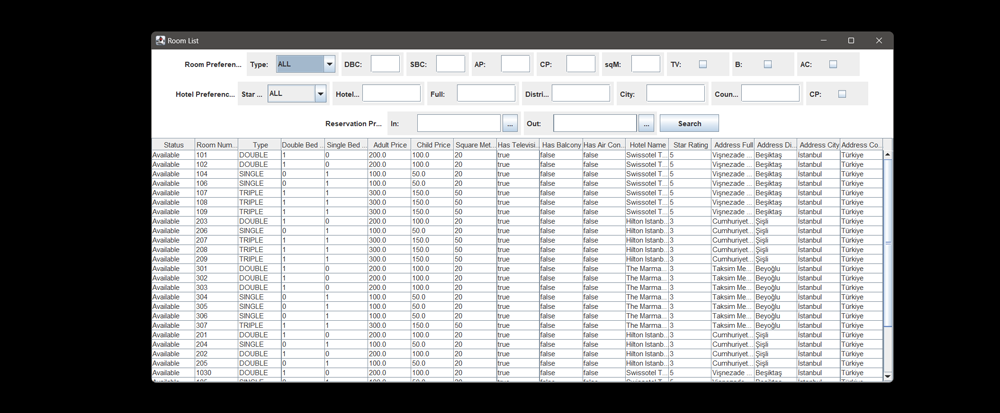 Room List
Room Preferen... Type: ALL DBC: SBC: AP: CP: sqM: TV: B: AC:
Hotel Preferenc... Star ... ALL Hotel... Full: Distri... City: Coun... CP:
Reservation Pr... In: ... Out: ... Search
Status Room Num... Type Double Bed ... Single Bed ... Adult Price Child Price Square Met... Has Televisi... Has Balcony Has Air Con... Hotel Name Star Rating Address Full Address Di... Address City Address Co...
Available 101 DOUBLE 1 0 200.0 100.0 20 true false false Swissotel T... 5 Vişnezade ... Beşiktaş İstanbul Türkiye
Available 102 DOUBLE 1 0 200.0 100.0 20 true false false Swissotel T... 5 Vişnezade ... Beşiktaş İstanbul Türkiye
Available 104 SINGLE 0 1 100.0 50.0 20 true false false Swissotel T... 5 Vişnezade ... Beşiktaş İstanbul Türkiye
Available 106 SINGLE 0 1 100.0 50.0 20 true false false Swissotel T... 5 Vişnezade ... Beşiktaş İstanbul Türkiye
Available 107 TRIPLE 1 1 300.0 150.0 50 true false false Swissotel T... 5 Vişnezade ... Beşiktaş İstanbul Türkiye
Available 108 TRIPLE 1 1 300.0 150.0 50 true false false Swissotel T... 5 Vişnezade ... Beşiktaş İstanbul Türkiye
Available 109 TRIPLE 1 1 300.0 150.0 50 true false false Swissotel T... 5 Vişnezade ... Beşiktaş İstanbul Türkiye
Available 203 DOUBLE 1 0 200.0 100.0 20 true false false Hilton Istanb... 3 Cumhuriyet... Şişli İstanbul Türkiye
Available 206 SINGLE 0 1 100.0 50.0 20 true false false Hilton Istanb... 3 Cumhuriyet... Şişli İstanbul Türkiye
Available 207 TRIPLE 1 1 300.0 150.0 50 true false false Hilton Istanb... 3 Cumhuriyet... Şişli İstanbul Türkiye
Available 208 TRIPLE 1 1 300.0 150.0 50 true false false Hilton Istanb... 3 Cumhuriyet... Şişli İstanbul Türkiye
Available 209 TRIPLE 1 1 300.0 150.0 50 true false false Hilton Istanb... 3 Cumhuriyet... Şişli İstanbul Türkiye
Available 301 DOUBLE 1 0 200.0 100.0 20 true false false The Marma... 3 Taksim Me... Beyoğlu İstanbul Türkiye
Available 302 DOUBLE 1 0 200.0 100.0 20 true false false The Marma... 3 Taksim Me... Beyoğlu İstanbul Türkiye
Available 303 DOUBLE 1 0 200.0 100.0 20 true false false The Marma... 3 Taksim Me... Beyoğlu İstanbul Türkiye
Available 304 SINGLE 0 1 100.0 50.0 20 true false false The Marma... 3 Taksim Me... Beyoğlu İstanbul Türkiye
Available 305 SINGLE 0 1 100.0 50.0 20 true false false The Marma... 3 Taksim Me... Beyoğlu İstanbul Türkiye
Available 306 SINGLE 0 1 100.0 50.0 20 true false false The Marma... 3 Taksim Me... Beyoğlu İstanbul Türkiye
Available 307 TRIPLE 1 1 300.0 150.0 50 true false false The Marma... 3 Taksim Me... Beyoğlu İstanbul Türkiye
Available 201 DOUBLE 1 0 200.0 100.0 20 true false false Hilton Istanb... 3 Cumhuriyet... Şişli İstanbul Türkiye
Available 204 SINGLE 0 1 100.0 50.0 20 true false false Hilton Istanb... 3 Cumhuriyet... Şişli İstanbul Türkiye
Available 202 DOUBLE 1 0 200.0 100.0 20 true false false Hilton Istanb... 3 Cumhuriyet... Şişli İstanbul Türkiye
Available 205 SINGLE 0 1 100.0 50.0 20 true false false Hilton Istanb... 3 Cumhuriyet... Şişli İstanbul Türkiye
Available 1030 DOUBLE 1 0 200.0 100.0 20 true false false Swissotel T... 5 Vişnezade ... Beşiktaş İstanbul Türkiye